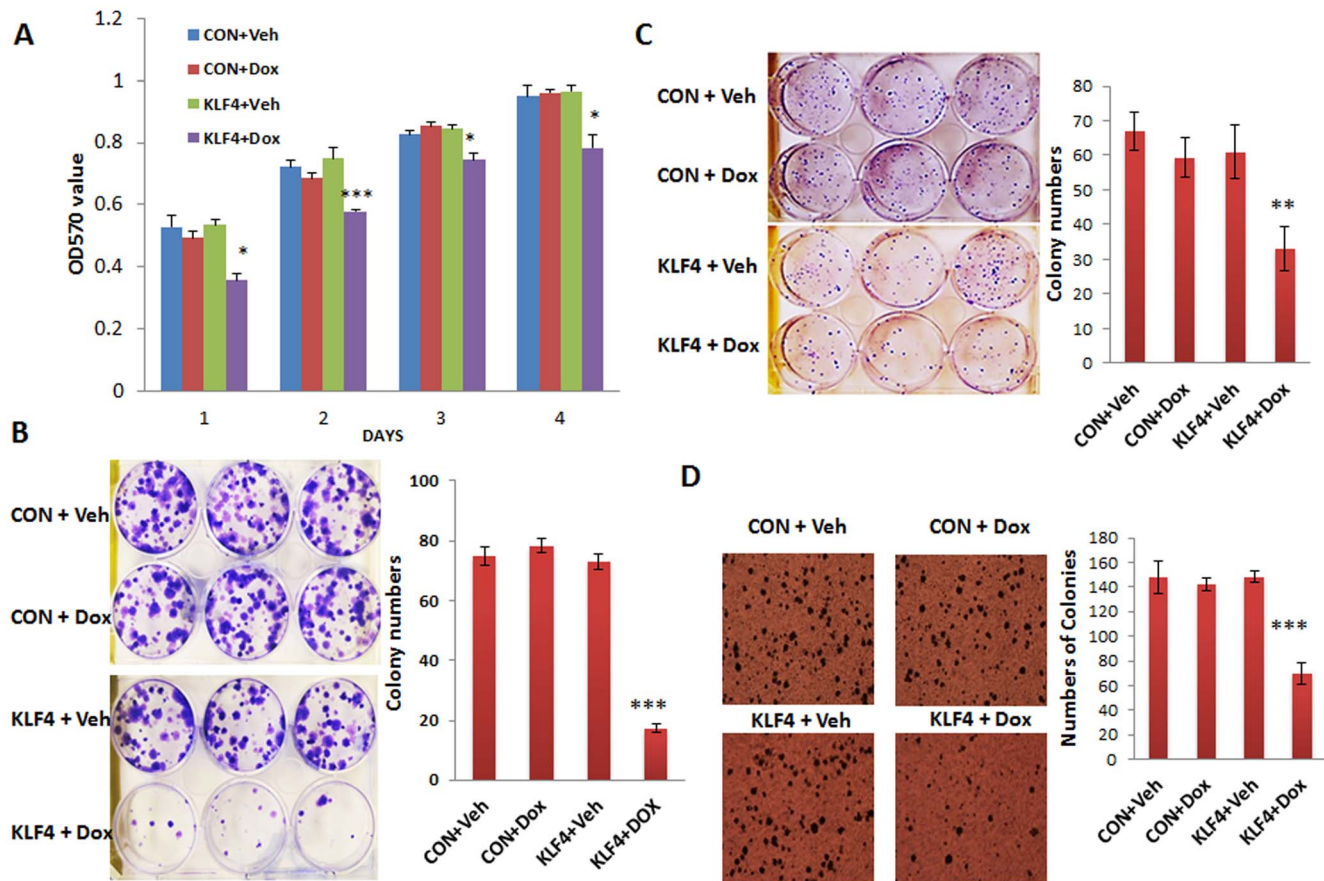 A
OD570 value
1.2
1
0.8
0.6
0.4
0.2
0
CON+Veh
CON+Dox
KLF4+Veh
KLF4+Dox
*
***
*
*
1 2 3 4
DAYS
B
CON + Veh
CON + Dox
KLF4 + Veh
KLF4 + Dox
Colony numbers
100
80
60
40
20
0
***
CON+Veh
CON+Dox
KLF4+Veh
KLF4+DOX
C
CON + Veh
CON + Dox
KLF4 + Veh
KLF4 + Dox
Colony numbers
80
70
60
50
40
30
20
10
0
**
CON+Veh
CON+Dox
KLF4+Veh
KLF4+Dox
D
CON + Veh CON + Dox
KLF4 + Veh KLF4 + Dox
Numbers of Colonies
180
160
140
120
100
80
60
40
20
0
***
CON+Veh
CON+Dox
KLF4+Veh
KLF4+Dox